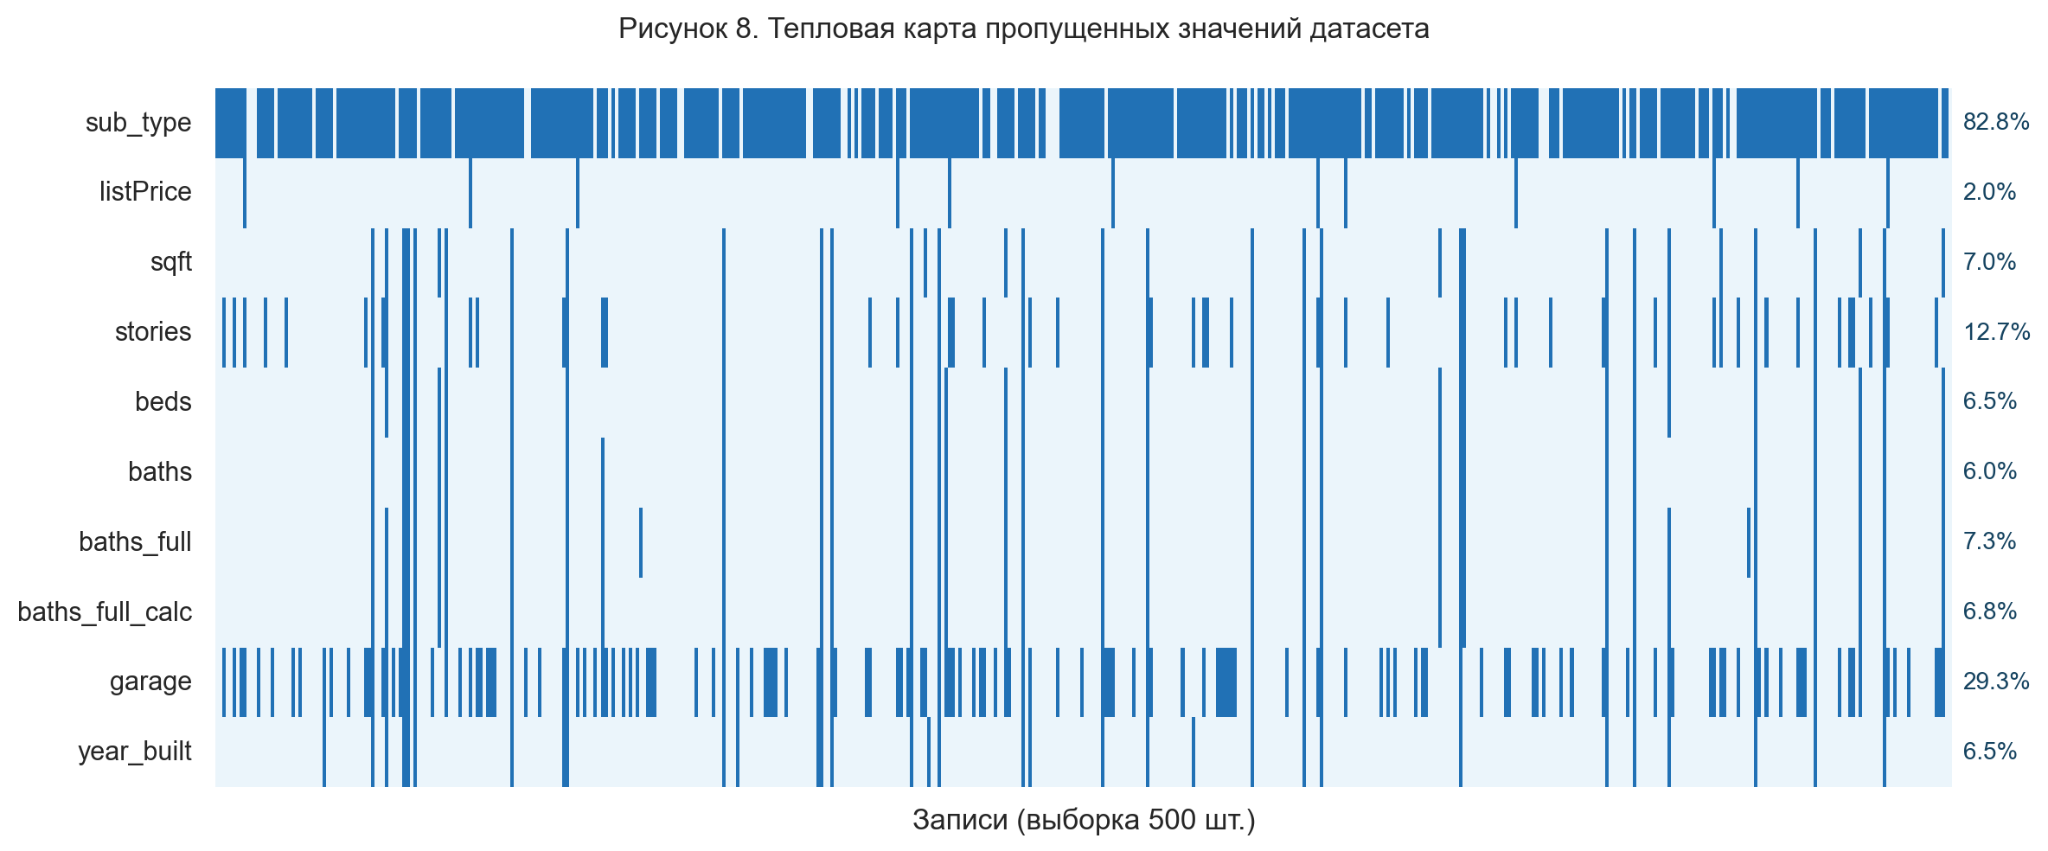 Рисунок 8. Тепловая карта пропущенных значений датасета
sub_type 82.8%
listPrice 2.0%
sqft 7.0%
stories 12.7%
beds 6.5%
baths 6.0%
baths_full 7.3%
baths_full_calc 6.8%
garage 29.3%
year_built 6.5%
Записи (выборка 500 шт.)